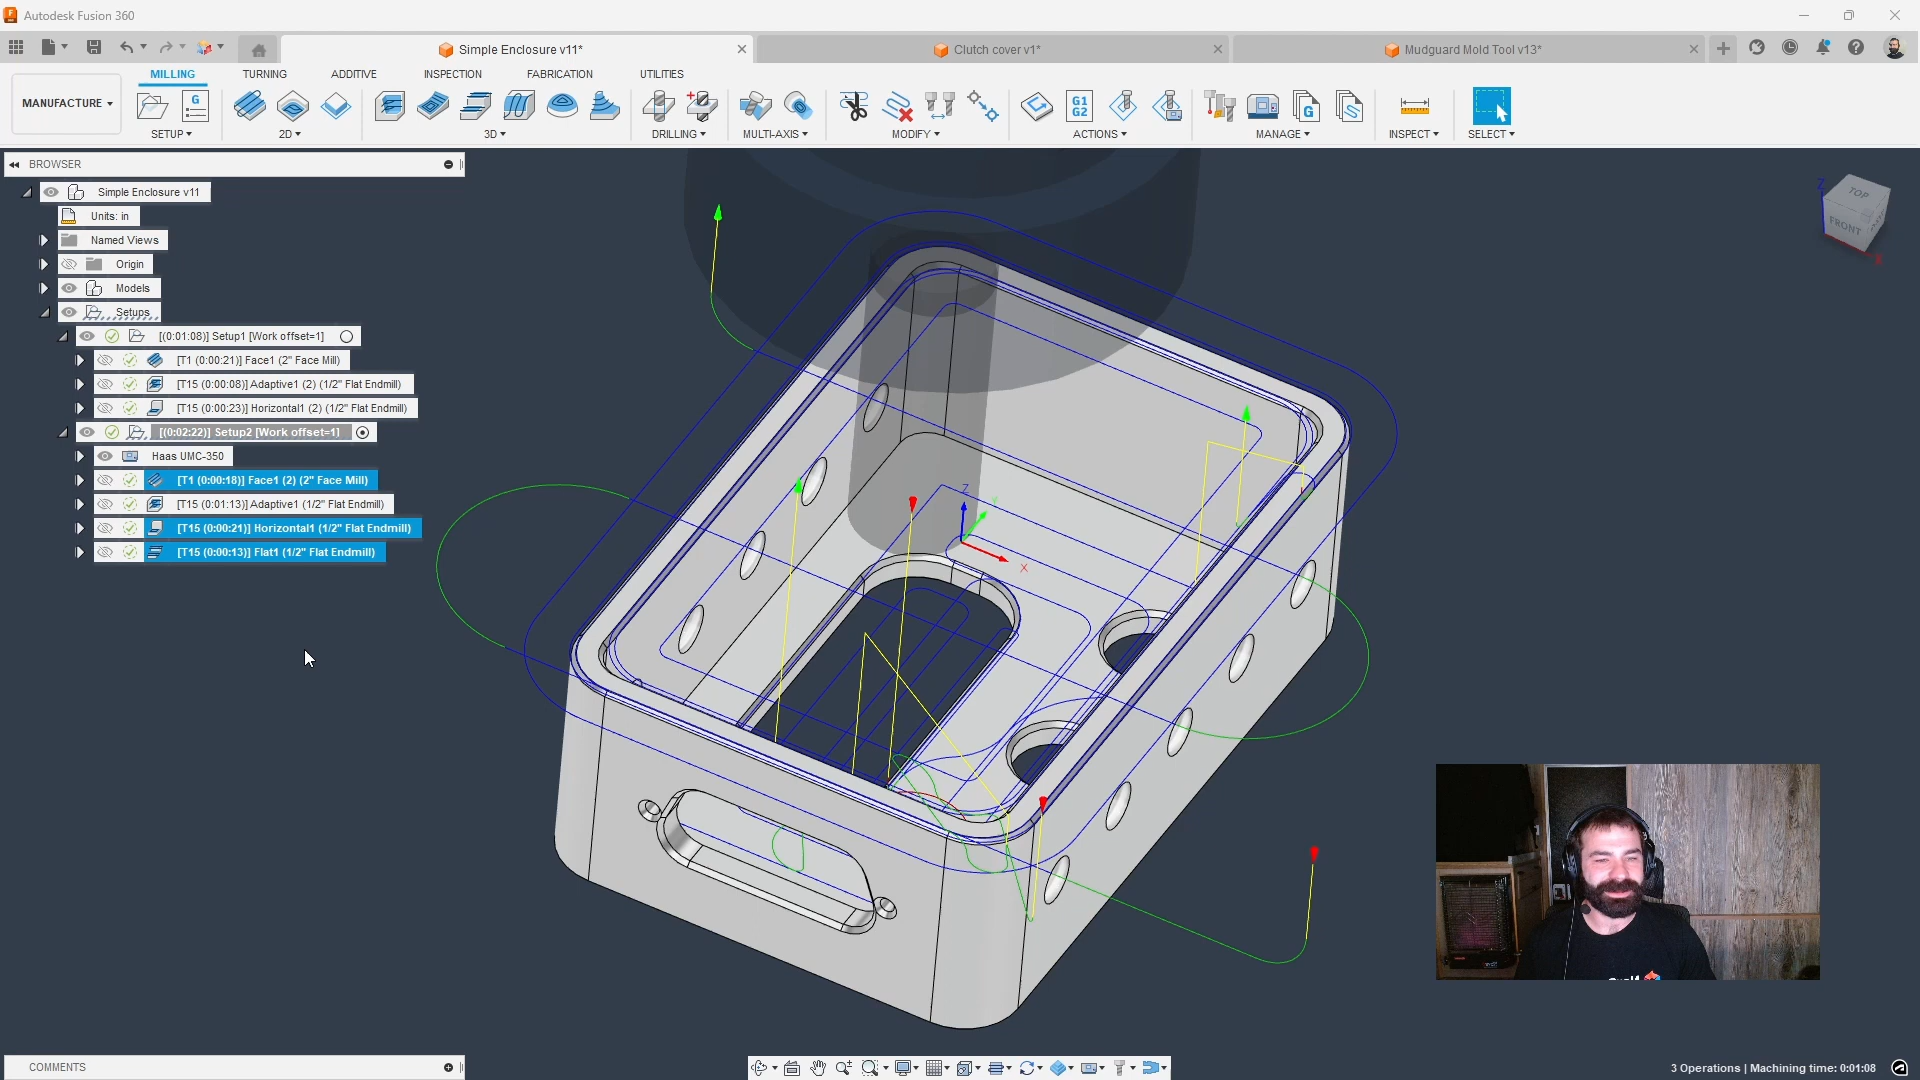 Autodesk Fusion 360
Simple Enclosure v11*
Clutch cover v1*
Mudguard Mold Tool v13*
MILLING
TURNING
ADDITIVE
INSPECTION
FABRICATION
UTILITIES
MANUFACTURE
G
G1
G2
G
SETUP
2D
3D
DRILLING
MULTI-AXIS
MODIFY
ACTIONS
MANAGE
INSPECT
SELECT
BROWSER
Simple Enclosure v11
Units: in
Named Views
Origin
Models
Setups
[(0:01:08)] Setup1 [Work offset=1]
[T1 (0:00:21)] Face1 (2" Face Mill)
[T15 (0:00:08)] Adaptive1 (2) (1/2" Flat Endmill)
[T15 (0:00:23)] Horizontal1 (2) (1/2" Flat Endmill)
[(0:02:22)] Setup2 [Work offset=1]
Haas UMC-350
[T1 (0:00:18)] Face1 (2) (2" Face Mill)
[T15 (0:01:13)] Adaptive1 (1/2" Flat Endmill)
[T15 (0:00:21)] Horizontal1 (1/2" Flat Endmill)
[T15 (0:00:13)] Flat1 (1/2" Flat Endmill)
Z
TOP
FRONT
X
Z
Y
X
COMMENTS
3 Operations | Machining time: 0:01:08